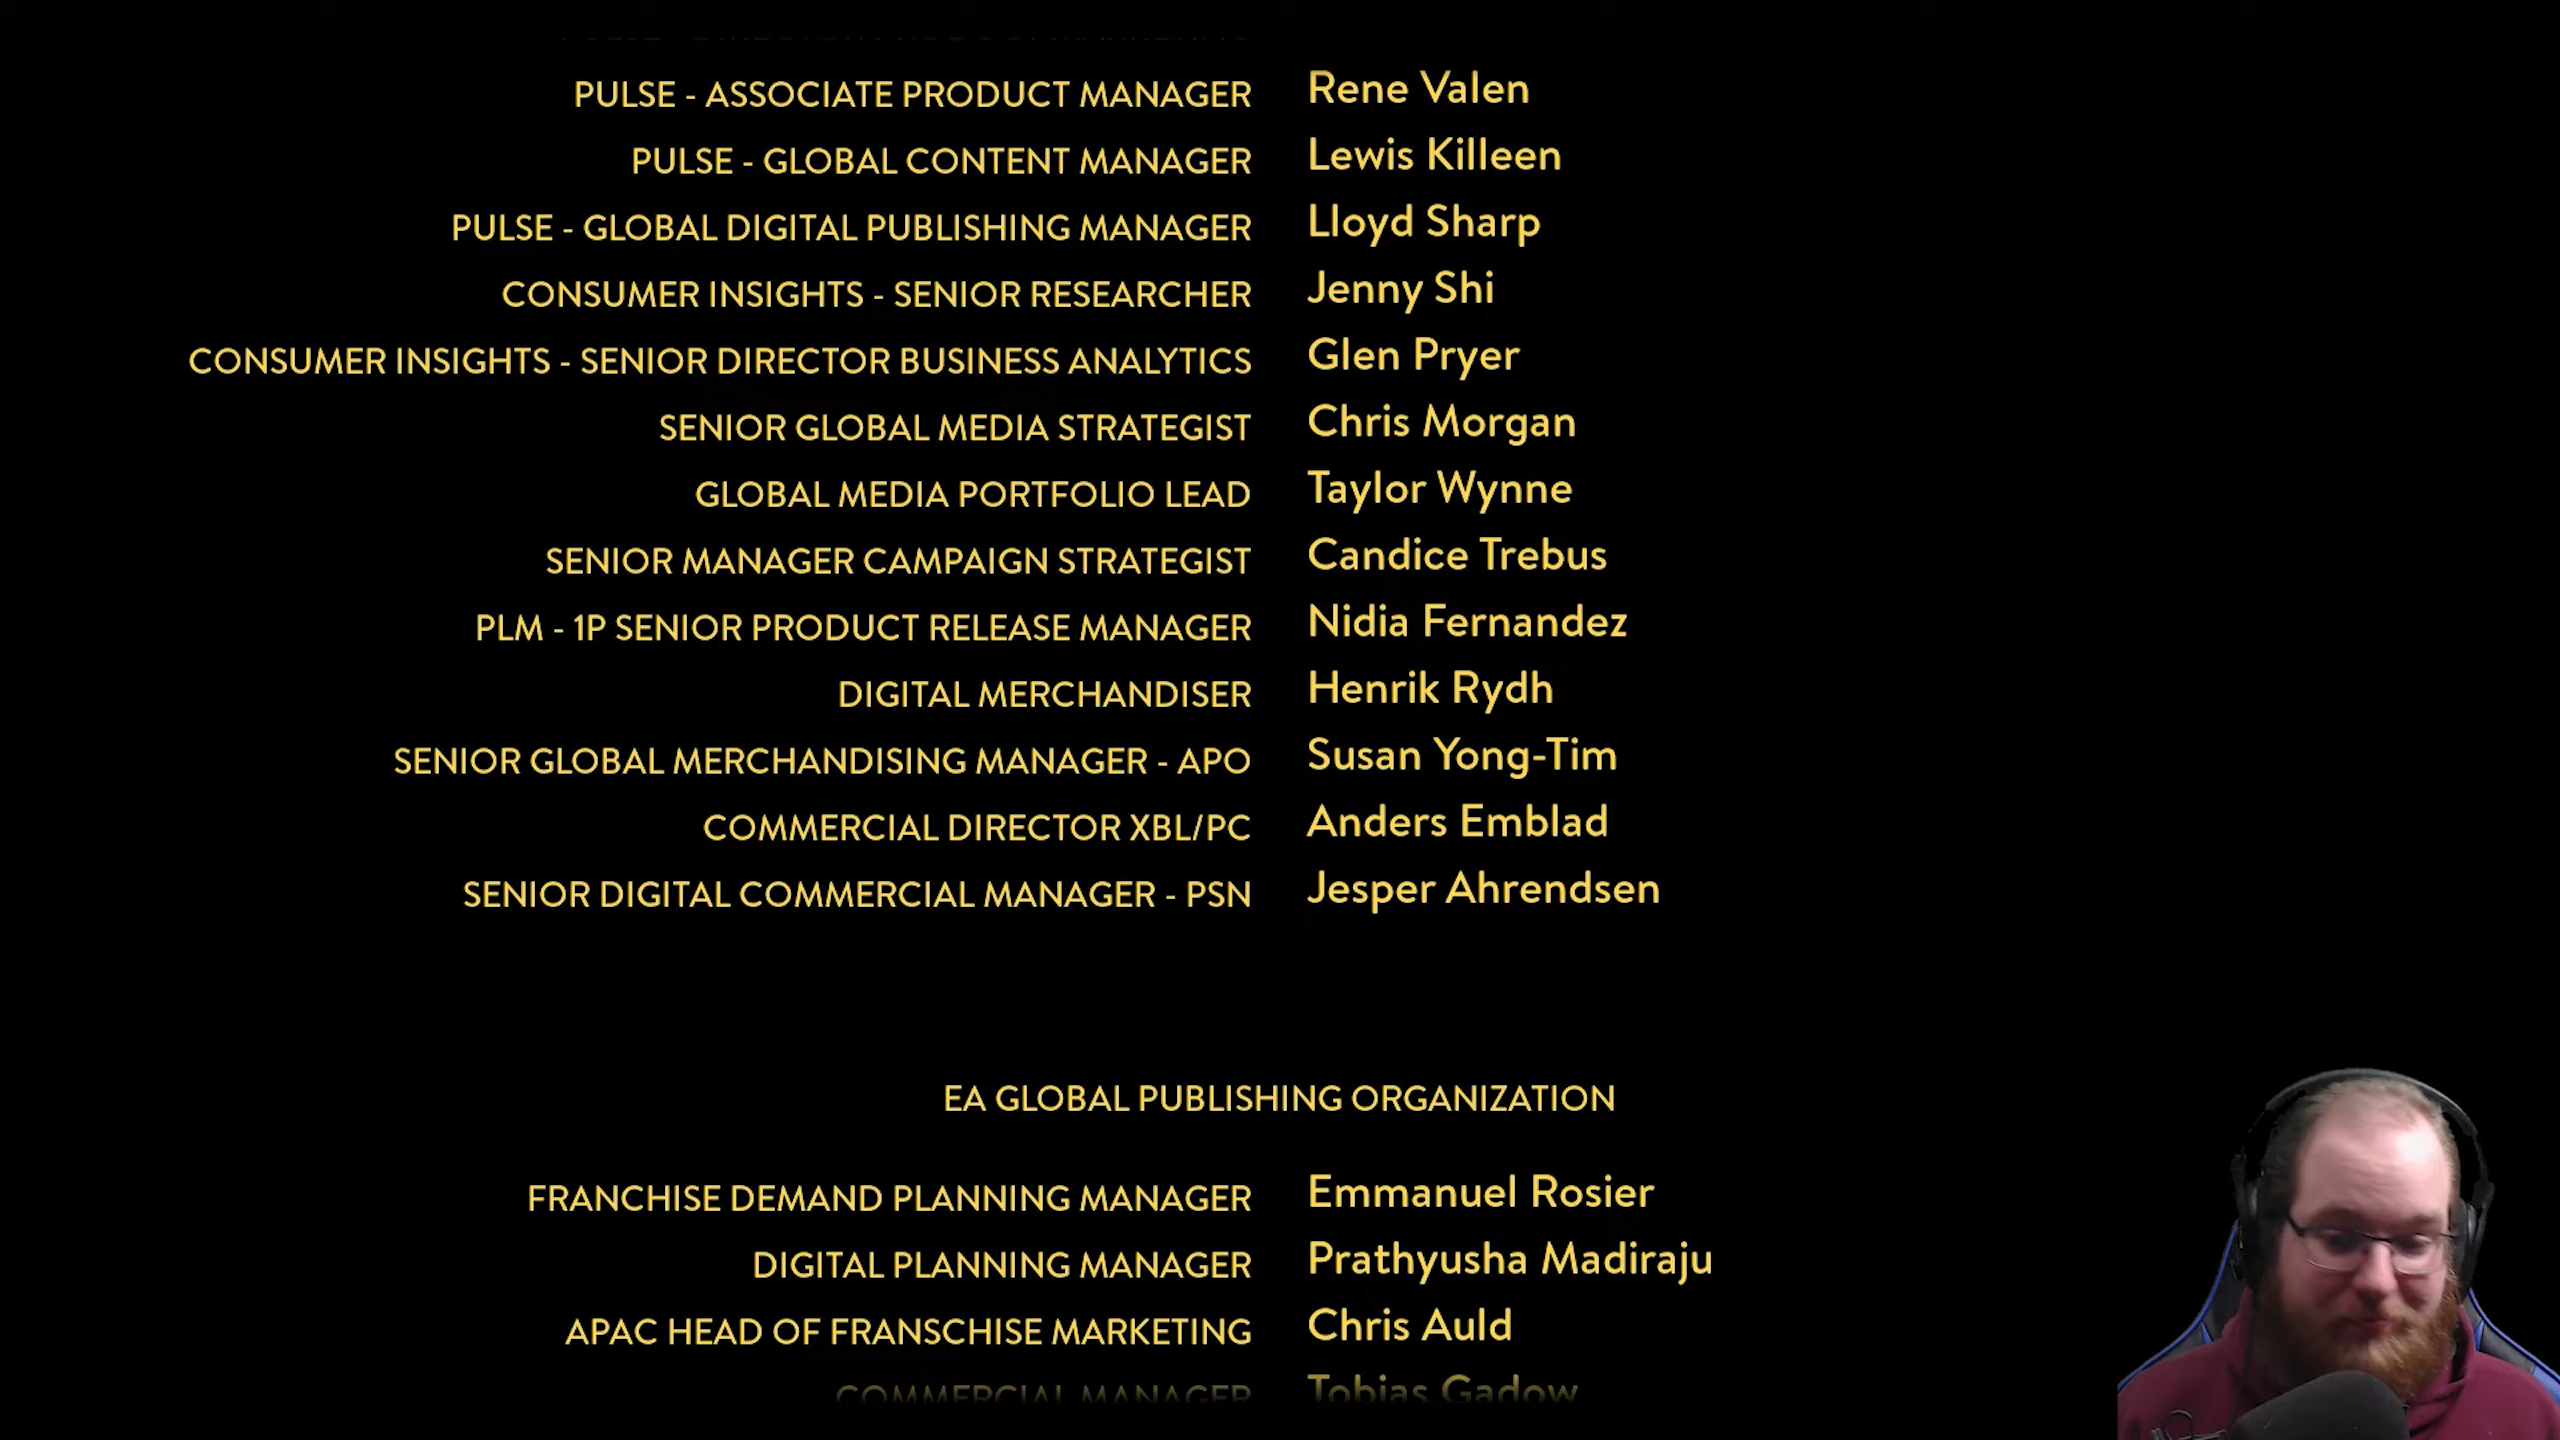 PULSE - ASSOCIATE PRODUCT MANAGER Rene Valen
PULSE - GLOBAL CONTENT MANAGER Lewis Killeen
PULSE - GLOBAL DIGITAL PUBLISHING MANAGER Lloyd Sharp
CONSUMER INSIGHTS - SENIOR RESEARCHER Jenny Shi
CONSUMER INSIGHTS - SENIOR DIRECTOR BUSINESS ANALYTICS Glen Pryer
SENIOR GLOBAL MEDIA STRATEGIST Chris Morgan
GLOBAL MEDIA PORTFOLIO LEAD Taylor Wynne
SENIOR MANAGER CAMPAIGN STRATEGIST Candice Trebus
PLM - 1P SENIOR PRODUCT RELEASE MANAGER Nidia Fernandez
DIGITAL MERCHANDISER Henrik Rydh
SENIOR GLOBAL MERCHANDISING MANAGER - APO Susan Yong-Tim
COMMERCIAL DIRECTOR XBL/PC Anders Emblad
SENIOR DIGITAL COMMERCIAL MANAGER - PSN Jesper Ahrendsen
EA GLOBAL PUBLISHING ORGANIZATION
FRANCHISE DEMAND PLANNING MANAGER Emmanuel Rosier
DIGITAL PLANNING MANAGER Prathyusha Madiraju
APAC HEAD OF FRANSCHISE MARKETING Chris Auld
COMMERCIAL MANAGER Tobias Gadow